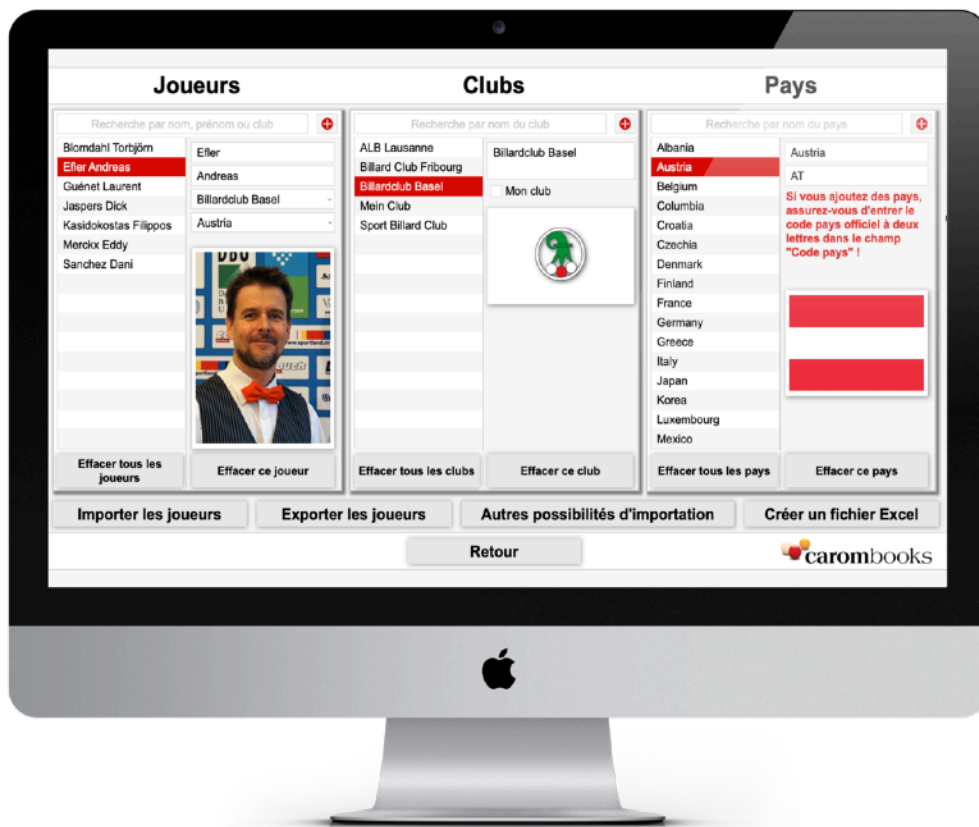 Joueurs
Clubs
Pays
Recherche par nom, prénom ou club
Recherche par nom du club
Recherche par nom du pays
Blomdahl Torbjörn
Efler Andreas
Guénet Laurent
Jaspers Dick
Kasidokostas Filippos
Merckx Eddy
Sanchez Dani
Efler
Andreas
Billardclub Basel
Austria
DBU
Effacer tous les
joueurs
Effacer ce joueur
ALB Lausanne
Billard Club Fribourg
Billardclub Basel
Mein Club
Sport Billard Club
Billardclub Basel
Mon club
Effacer tous les clubs
Effacer ce club
Albania
Austria
Belgium
Columbia
Croatia
Czechia
Denmark
Finland
France
Germany
Greece
Italy
Japan
Korea
Luxembourg
Mexico
Austria
AT
Si vous ajoutez des pays,
assurez-vous d'entrer le
code pays officiel à deux
lettres dans le champ
"Code pays" !
Effacer tous les pays
Effacer ce pays
Importer les joueurs
Exporter les joueurs
Autres possibilités d'importation
Créer un fichier Excel
Retour
carombooks